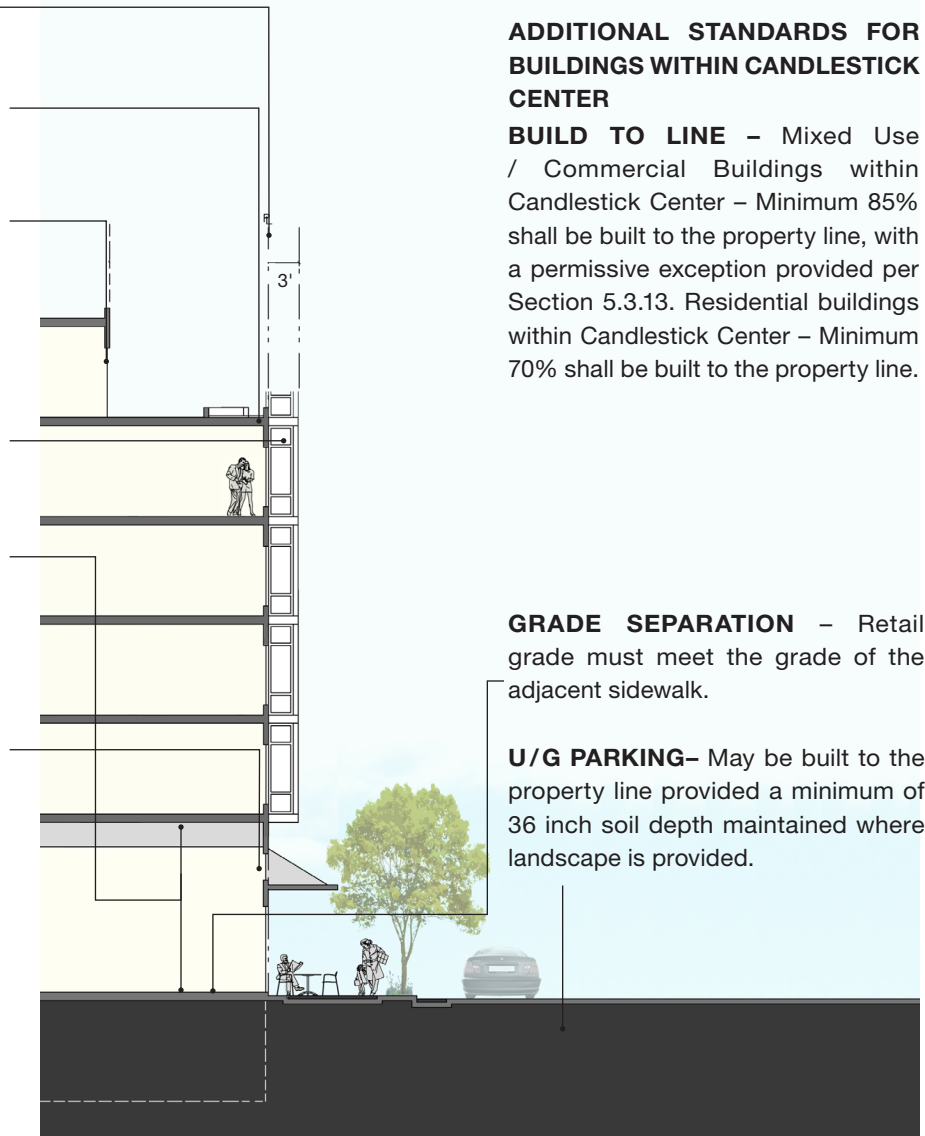 ADDITIONAL STANDARDS FOR
BUILDINGS WITHIN CANDLESTICK
CENTER
BUILD TO LINE – Mixed Use
/ Commercial Buildings within
Candlestick Center – Minimum 85%
shall be built to the property line, with
a permissive exception provided per
Section 5.3.13. Residential buildings
within Candlestick Center – Minimum
70% shall be built to the property line.
PL
3'
GRADE SEPARATION – Retail
grade must meet the grade of the
adjacent sidewalk.
U/G PARKING– May be built to the
property line provided a minimum of
36 inch soil depth maintained where
landscape is provided.